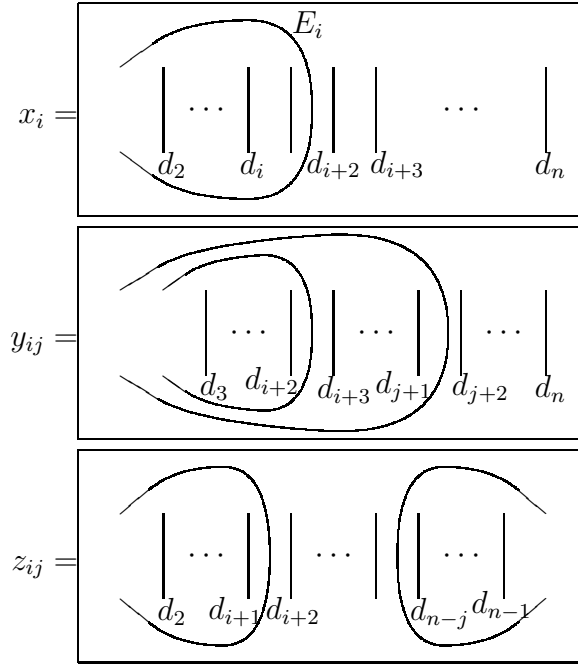 E_i
x_i = ··· ···
d_2 d_i d_{i+2} d_{i+3} d_n
y_{ij} = ··· ··· ···
d_3 d_{i+2} d_{i+3} d_{j+1} d_{j+2} d_n
z_{ij} = ··· ··· ···
d_2 d_{i+1} d_{i+2} d_{n-j} d_{n-1}